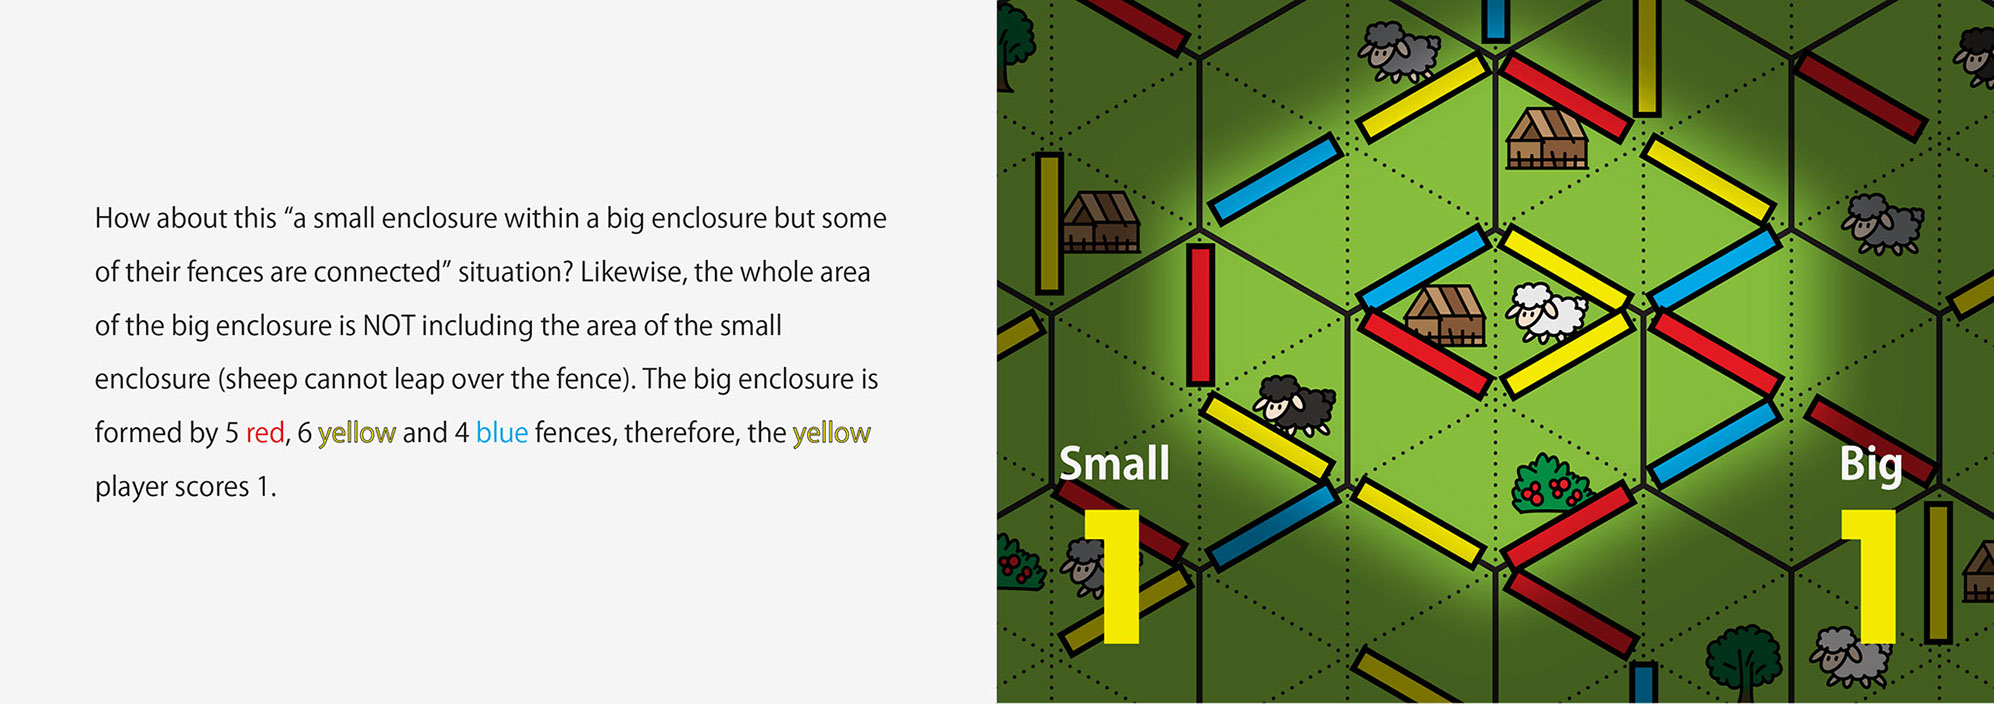 How about this “a small enclosure within a big enclosure but some
of their fences are connected” situation? Likewise, the whole area
of the big enclosure is NOT including the area of the small
enclosure (sheep cannot leap over the fence). The big enclosure is
formed by 5 red, 6 yellow and 4 blue fences, therefore, the yellow
player scores 1.
Small
1
Big
1